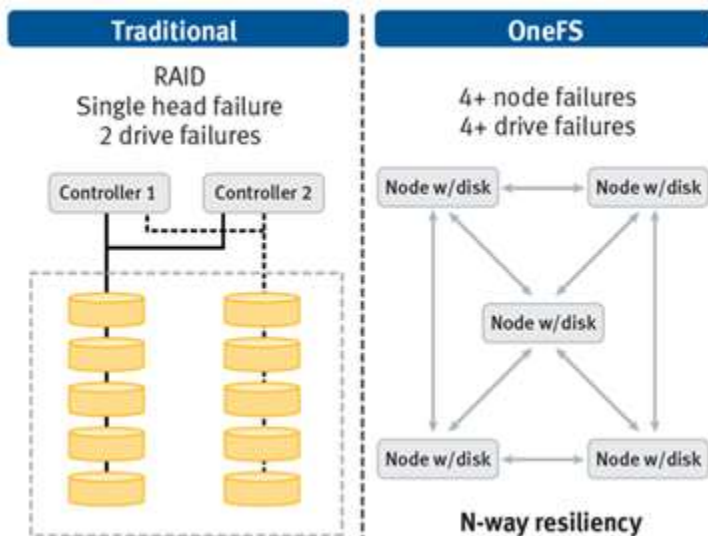 Traditional
RAID
Single head failure
2 drive failures
Controller 1
Controller 2
OneFS
4+ node failures
4+ drive failures
Node w/disk
Node w/disk
Node w/disk
Node w/disk
Node w/disk
N-way resiliency